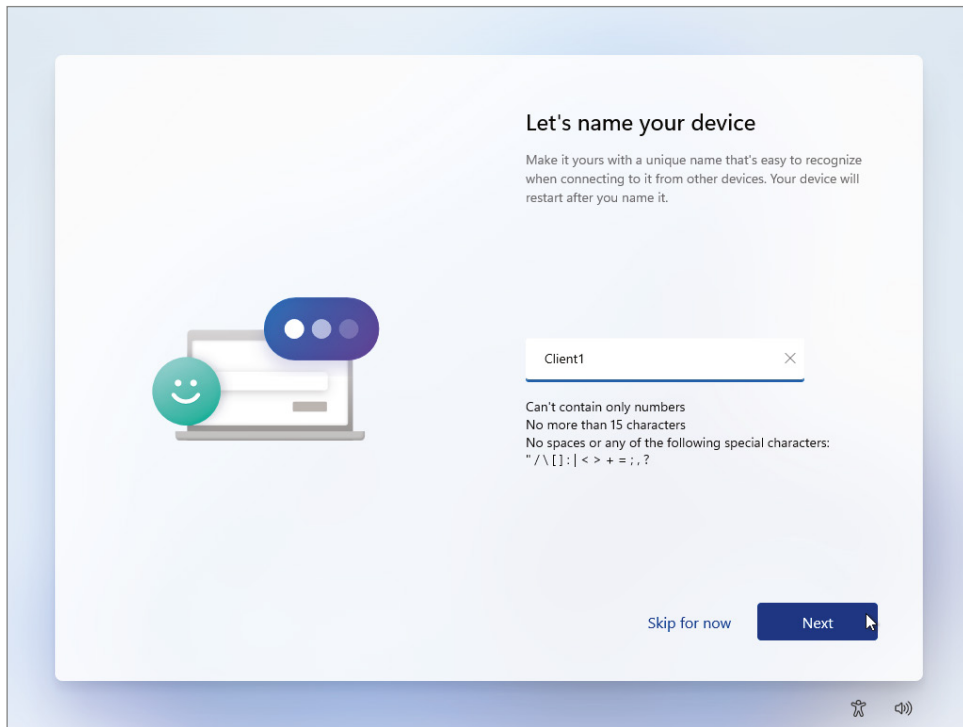 Let's name your device
Make it yours with a unique name that's easy to recognize
when connecting to it from other devices. Your device will
restart after you name it.
Client1
Can't contain only numbers
No more than 15 characters
No spaces or any of the following special characters:
" / \ [ ] : | < > + = ; , ?
Skip for now
Next